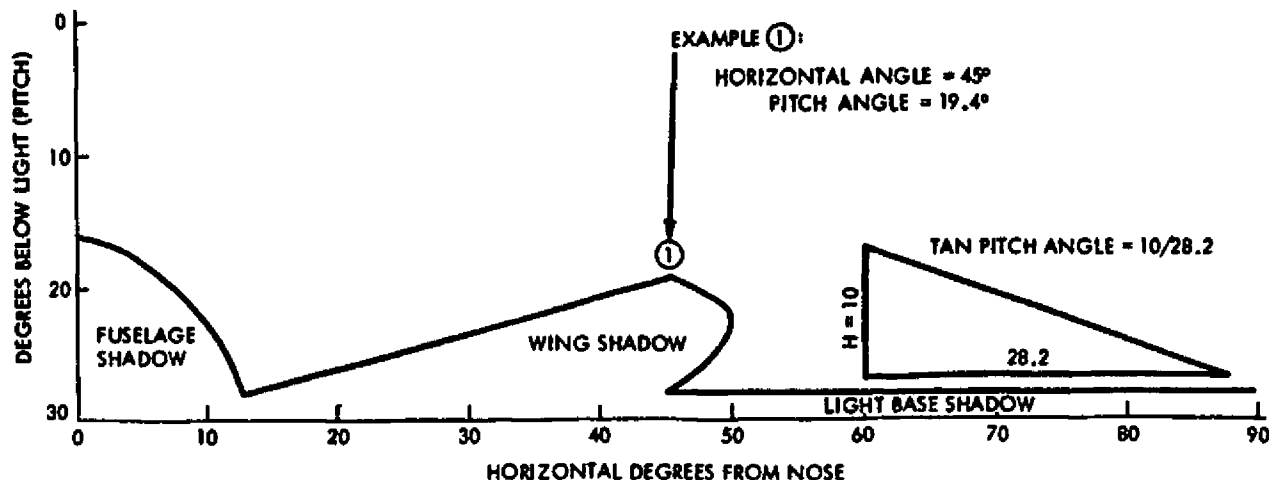 DEGREES BELOW LIGHT (PITCH)
0
10
20
30
EXAMPLE ①:
HORIZONTAL ANGLE = 45°
PITCH ANGLE = 19.4°
①
TAN PITCH ANGLE = 10/28.2
H = 10
28.2
FUSELAGE
SHADOW
WING SHADOW
LIGHT BASE SHADOW
0 10 20 30 40 50 60 70 80 90
HORIZONTAL DEGREES FROM NOSE